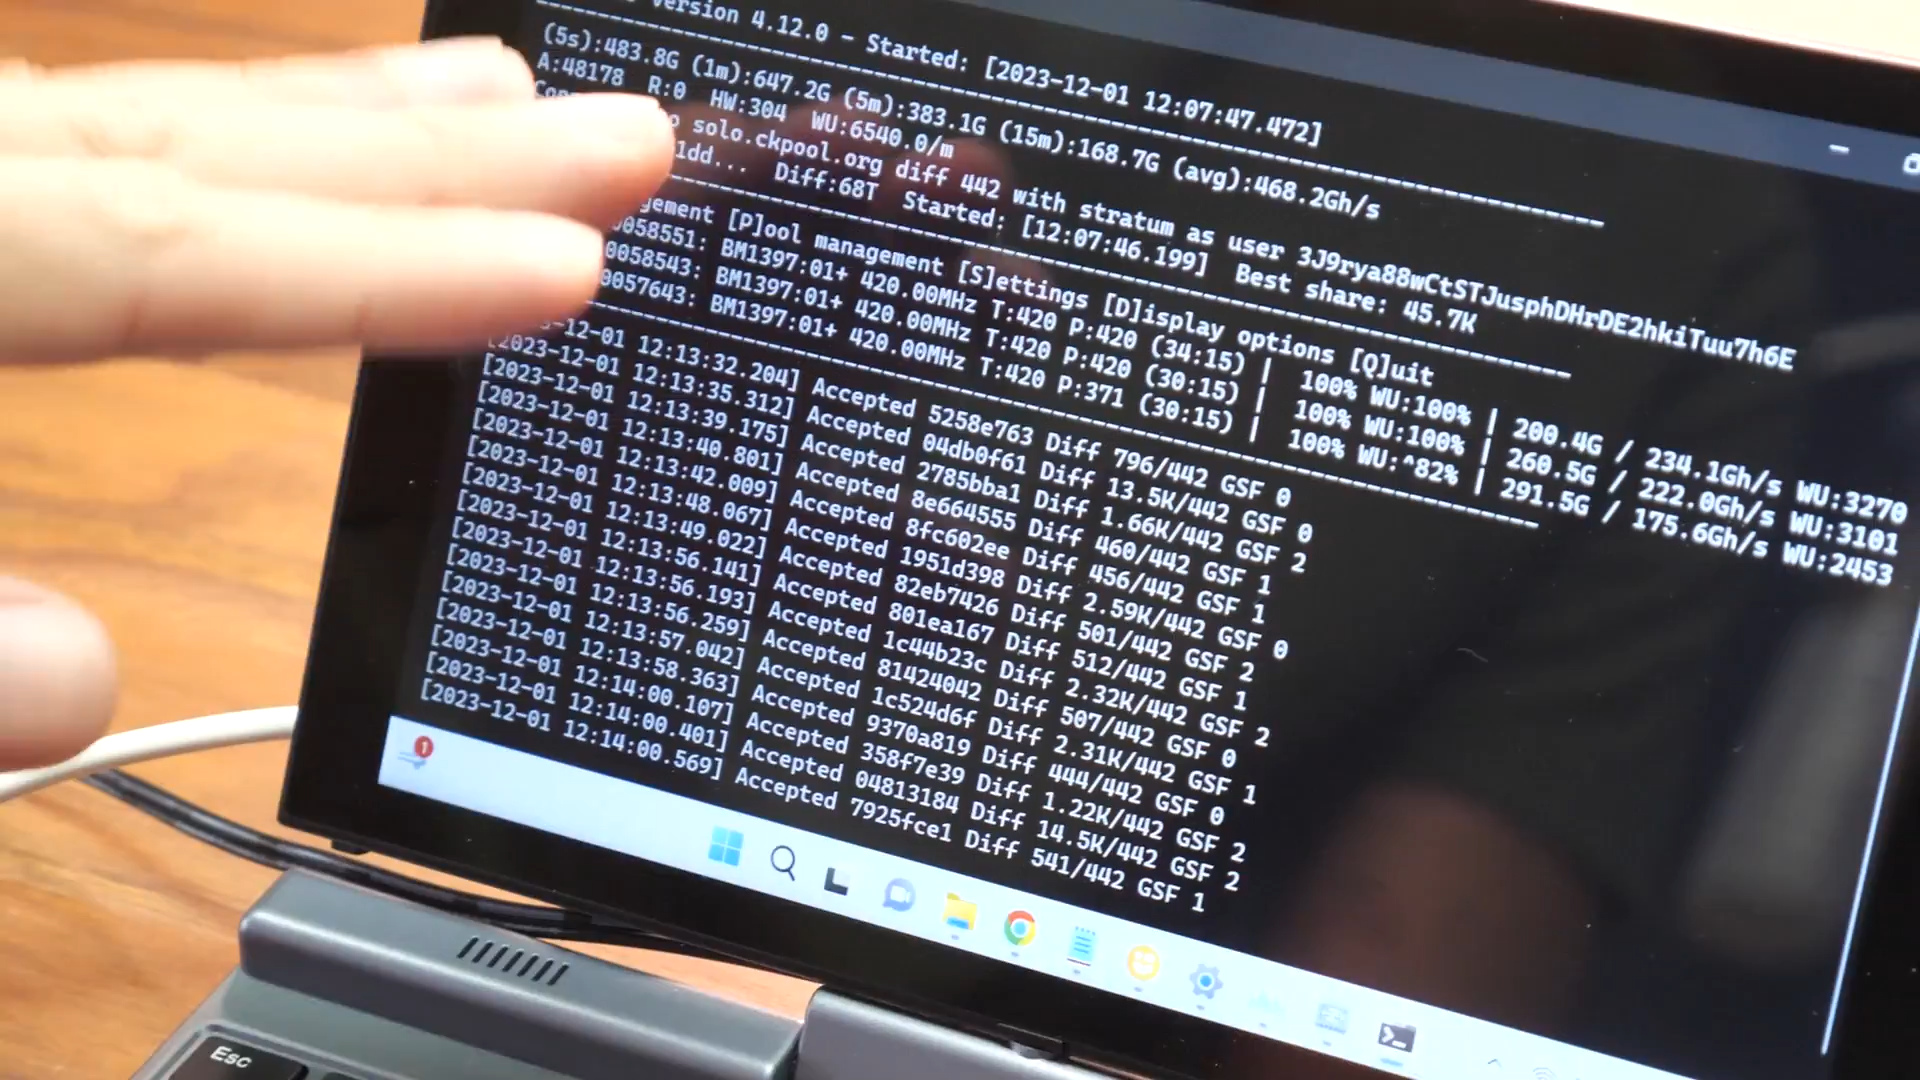 version 4.12.0 - Started: [2023-12-01 12:07:47.472]
(5s):483.8G (1m):647.2G (5m):383.1G (15m):168.7G (avg):468.2Gh/s
A:48178 R:0 HW:304 WU:6540.0/m
solo.ckpool.org diff 442 with stratum as user 3J9rya88wCtSTJusphDHrDE2hkiTuu7h6E
1dd... Diff:68T Started: [12:07:46.199] Best share: 45.7K
gement [P]ool management [S]ettings [D]isplay options [Q]uit
0058551: BM1397:01+ 420.00MHz T:420 P:420 (34:15) | 100% WU:100% | 200.4G / 234.1Gh/s WU:3270
0058543: BM1397:01+ 420.00MHz T:420 P:420 (30:15) | 100% WU:100% | 260.5G / 222.0Gh/s WU:3101
0057643: BM1397:01+ 420.00MHz T:420 P:371 (30:15) | 100% WU:^82% | 291.5G / 175.6Gh/s WU:2453
-12-01 12:13:32.204] Accepted 5258e763 Diff 796/442 GSF 0
[2023-12-01 12:13:35.312] Accepted 04db0f61 Diff 13.5K/442 GSF 0
[2023-12-01 12:13:39.175] Accepted 2785bba1 Diff 1.66K/442 GSF 2
[2023-12-01 12:13:40.801] Accepted 8e664555 Diff 460/442 GSF 1
[2023-12-01 12:13:42.009] Accepted 8fc602ee Diff 456/442 GSF 1
[2023-12-01 12:13:48.067] Accepted 1951d398 Diff 2.59K/442 GSF 0
[2023-12-01 12:13:49.022] Accepted 82eb7426 Diff 501/442 GSF 2
[2023-12-01 12:13:56.141] Accepted 801ea167 Diff 512/442 GSF 1
[2023-12-01 12:13:56.193] Accepted 1c44b23c Diff 2.32K/442 GSF 2
[2023-12-01 12:13:56.259] Accepted 81424042 Diff 507/442 GSF 0
[2023-12-01 12:13:57.042] Accepted 1c524d6f Diff 2.31K/442 GSF 1
[2023-12-01 12:13:58.363] Accepted 9370a819 Diff 444/442 GSF 0
[2023-12-01 12:14:00.107] Accepted 358f7e39 Diff 1.22K/442 GSF 2
[2023-12-01 12:14:00.401] Accepted 04813184 Diff 14.5K/442 GSF 2
[2023-12-01 12:14:00.569] Accepted 7925fce1 Diff 541/442 GSF 1
1
Esc